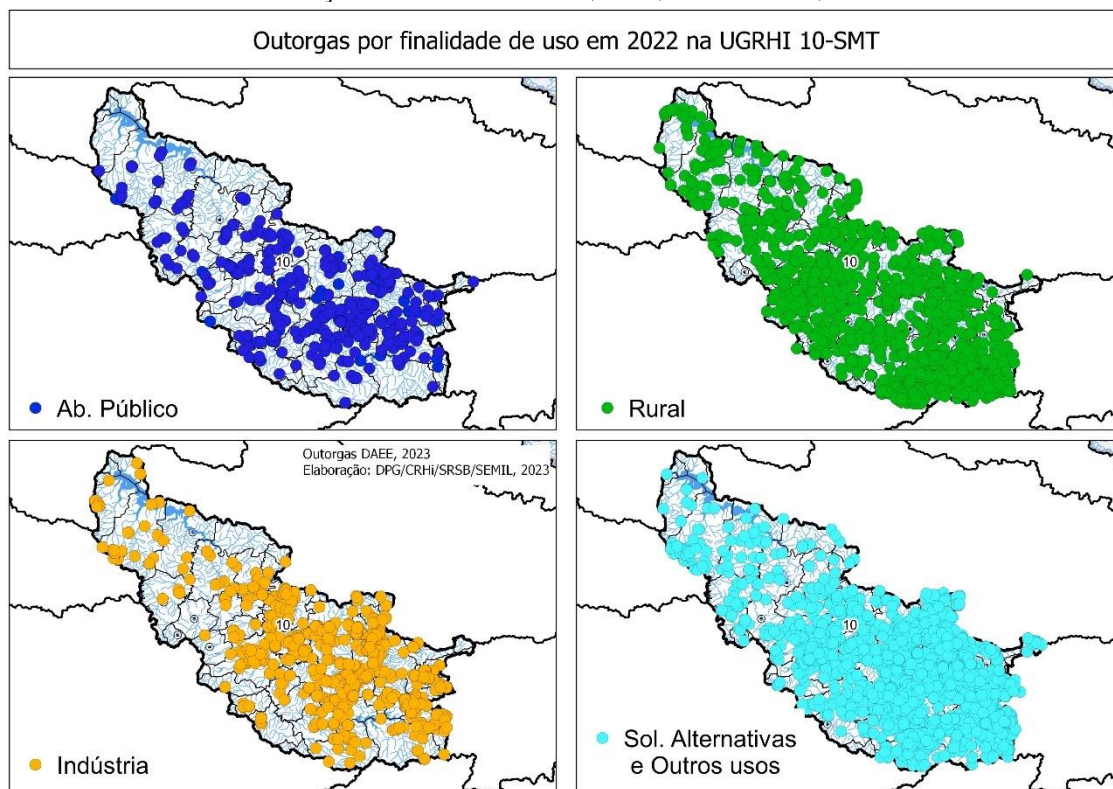 Outorgas por finalidade de uso em 2022 na UGRHI 10-SMT
10
Ab. Público
10
Rural
Outorgas DAEE, 2023
Elaboração: DPG/CRHi/SRSB/SEMIL, 2023
10
Indústria
10
Sol. Alternativas
e Outros usos